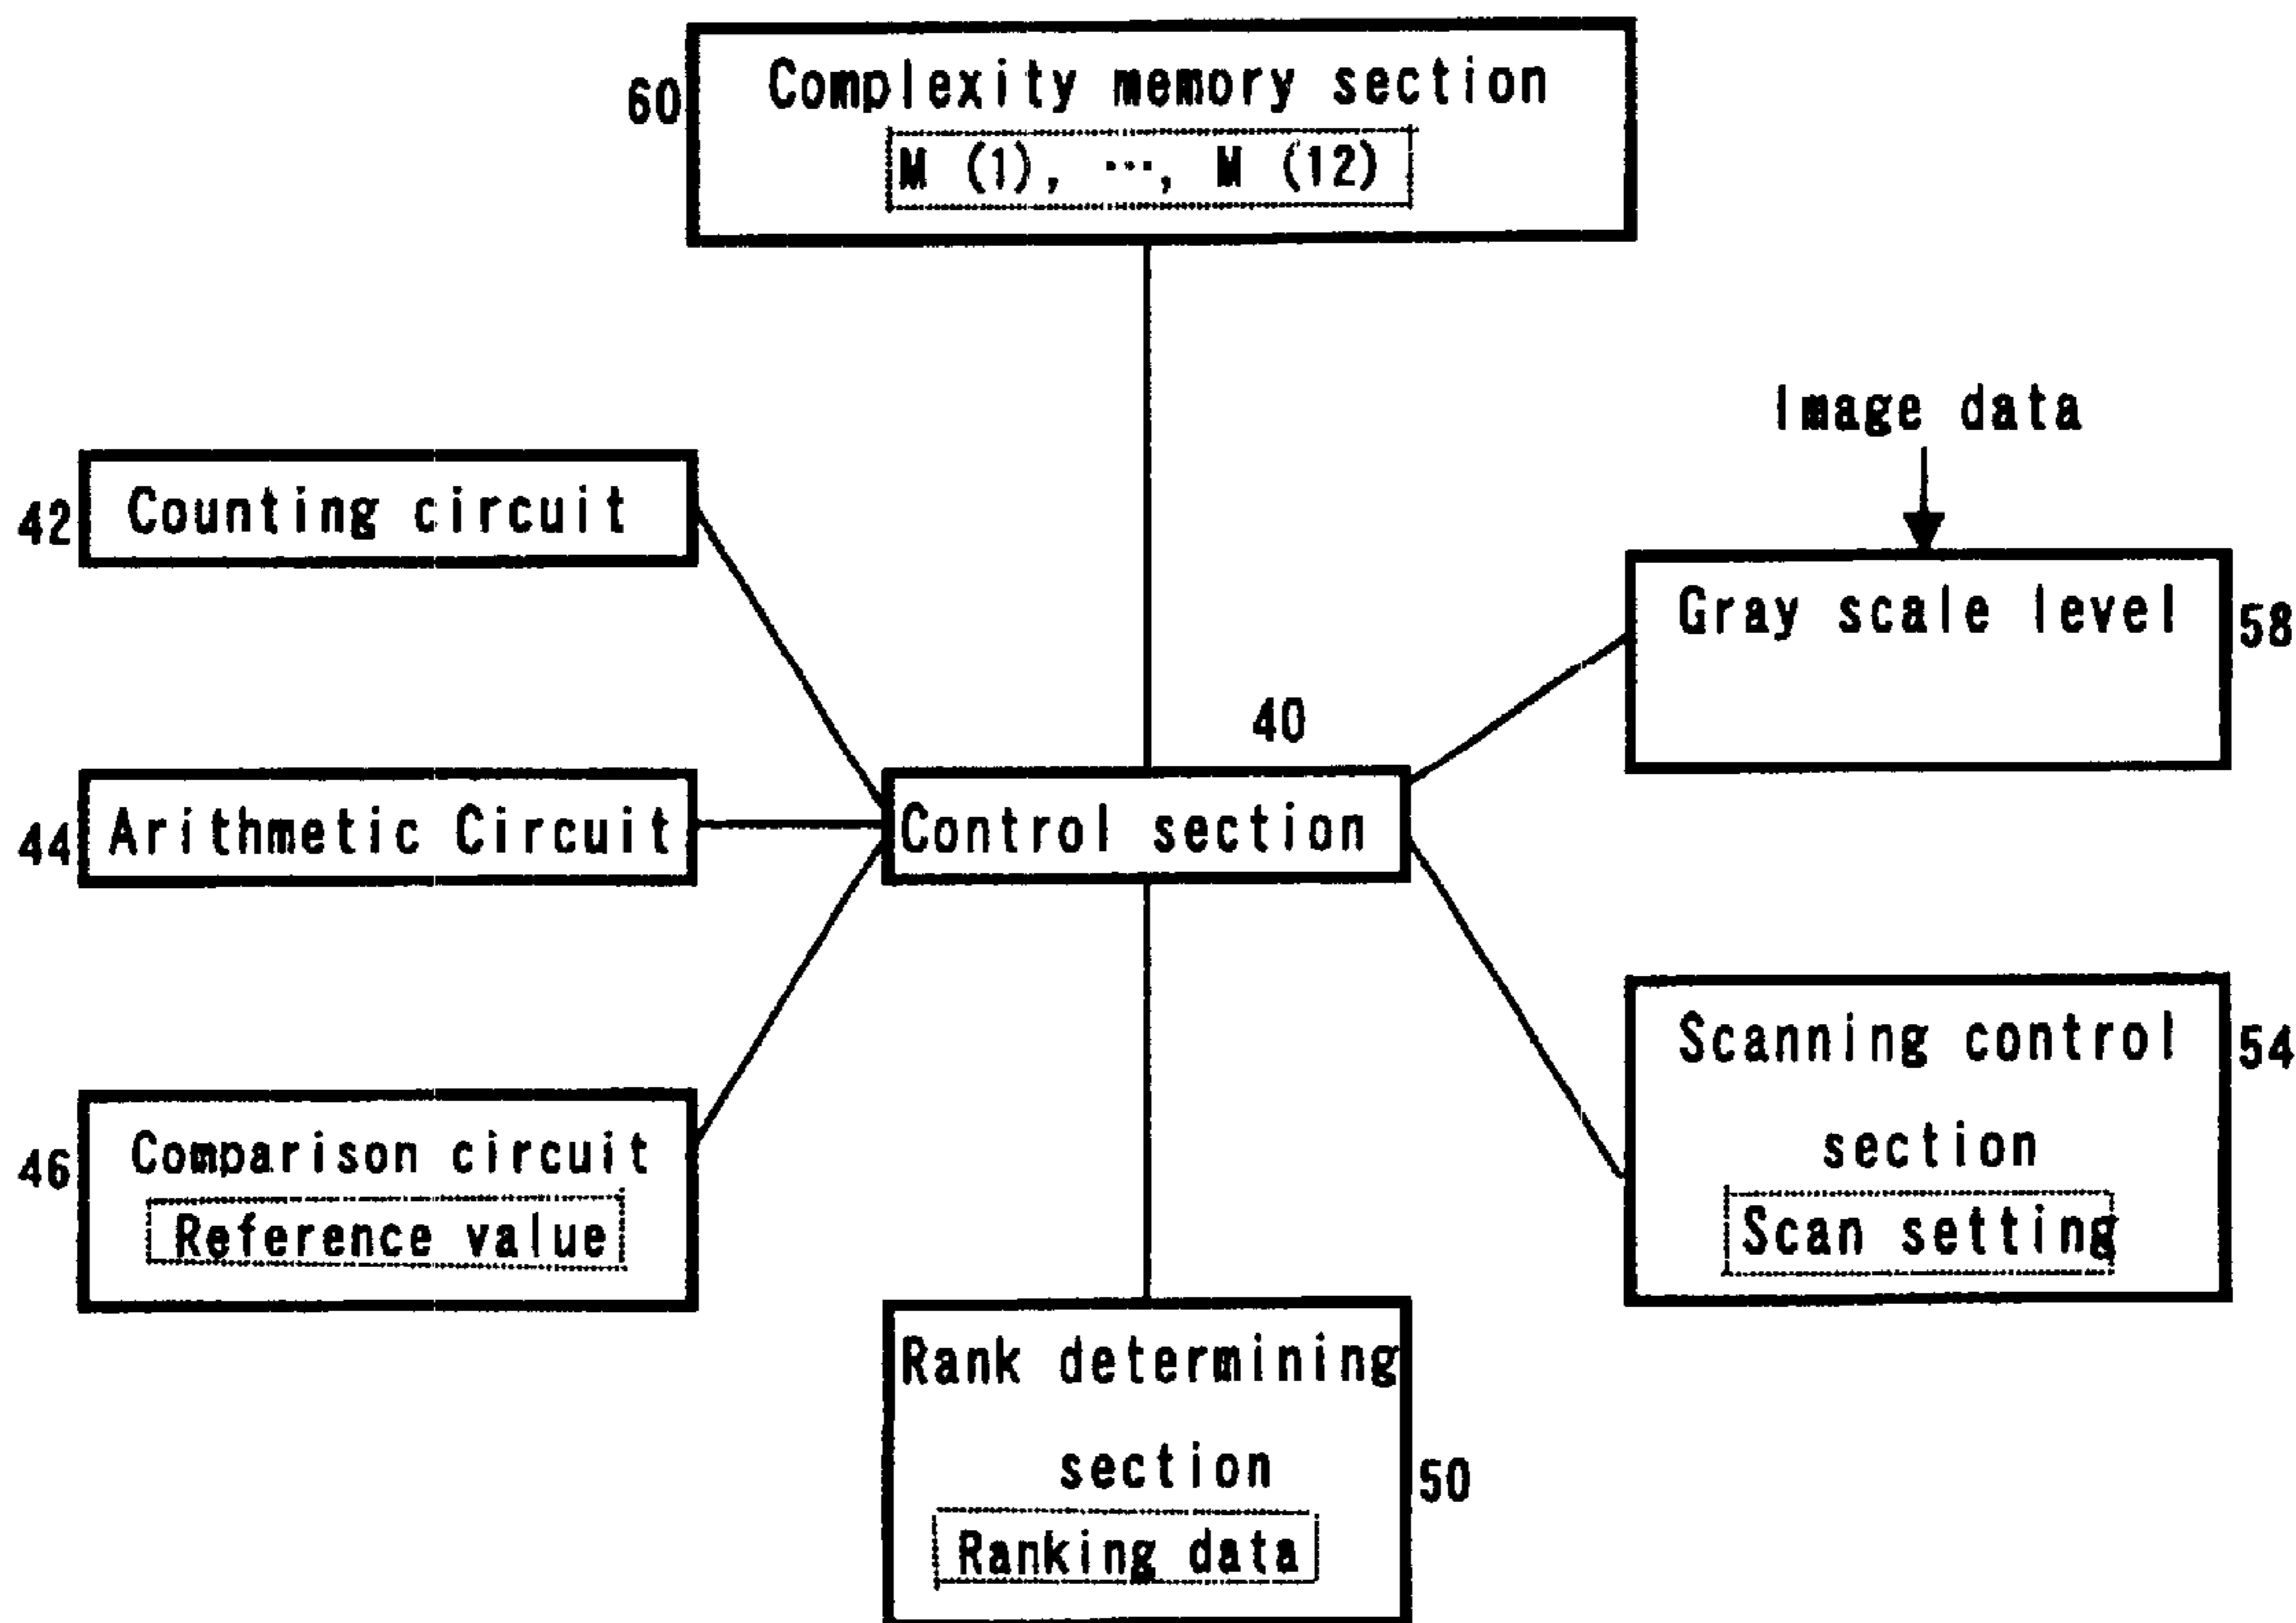 60
Complexity memory section
M (1), ⋯, M (12)
Image data
42
Counting circuit
Gray scale level
58
40
44
Arithmetic Circuit
Control section
Scanning control
section
54
Scan setting
46
Comparison circuit
Reference value
Rank determining
section
50
Ranking data